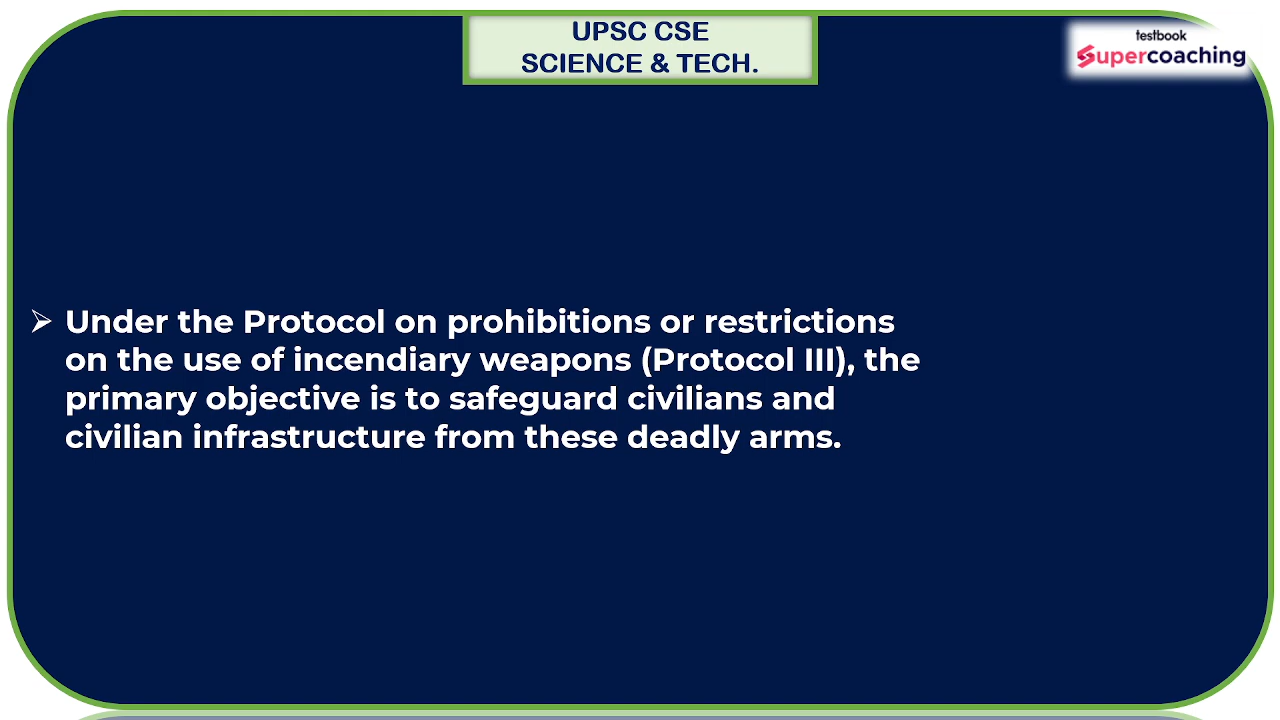 UPSC CSE
SCIENCE & TECH.
testbook
Supercoaching
Under the Protocol on prohibitions or restrictions
on the use of incendiary weapons (Protocol III), the
primary objective is to safeguard civilians and
civilian infrastructure from these deadly arms.